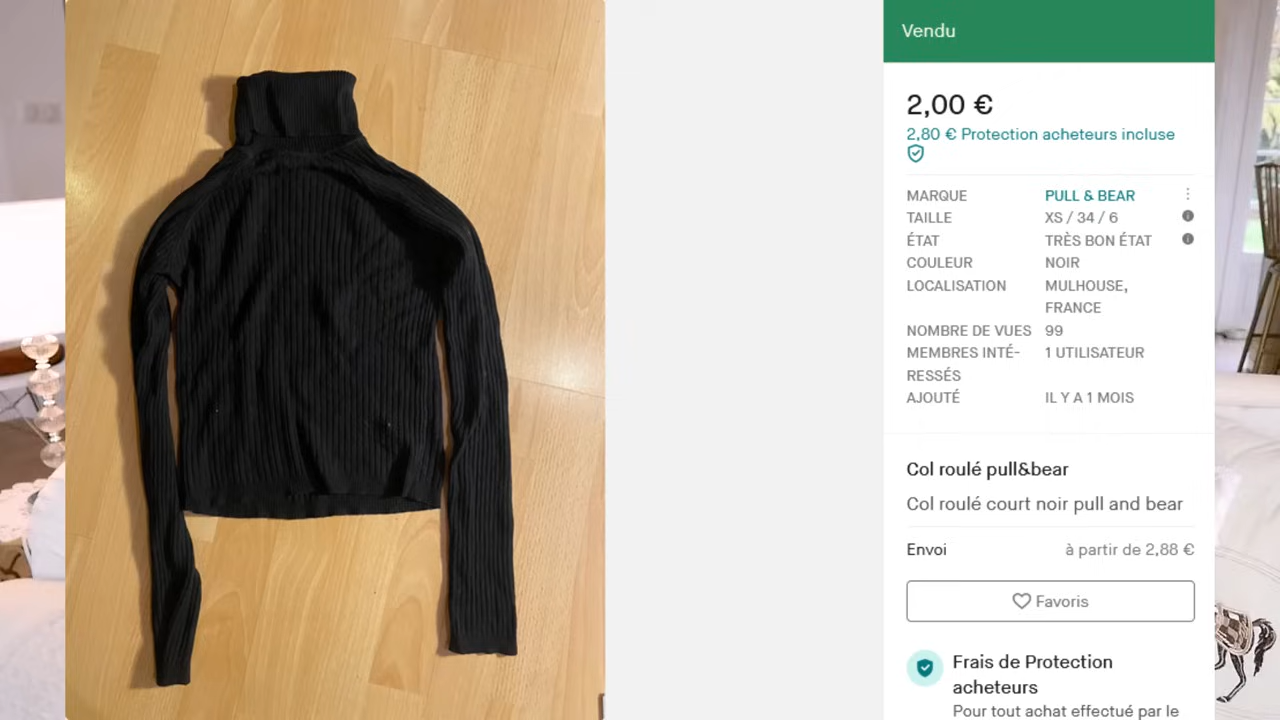 Vendu
2,00 €
2,80 € Protection acheteurs incluse
MARQUE PULL & BEAR
TAILLE XS / 34 / 6
ÉTAT TRÈS BON ÉTAT
COULEUR NOIR
LOCALISATION MULHOUSE,
FRANCE
NOMBRE DE VUES 99
MEMBRES INTÉ- 1 UTILISATEUR
RESSÉS
AJOUTÉ IL Y A 1 MOIS
Col roulé pull&bear
Col roulé court noir pull and bear
Envoi à partir de 2,88 €
Favoris
Frais de Protection
acheteurs
Pour tout achat effectué par le